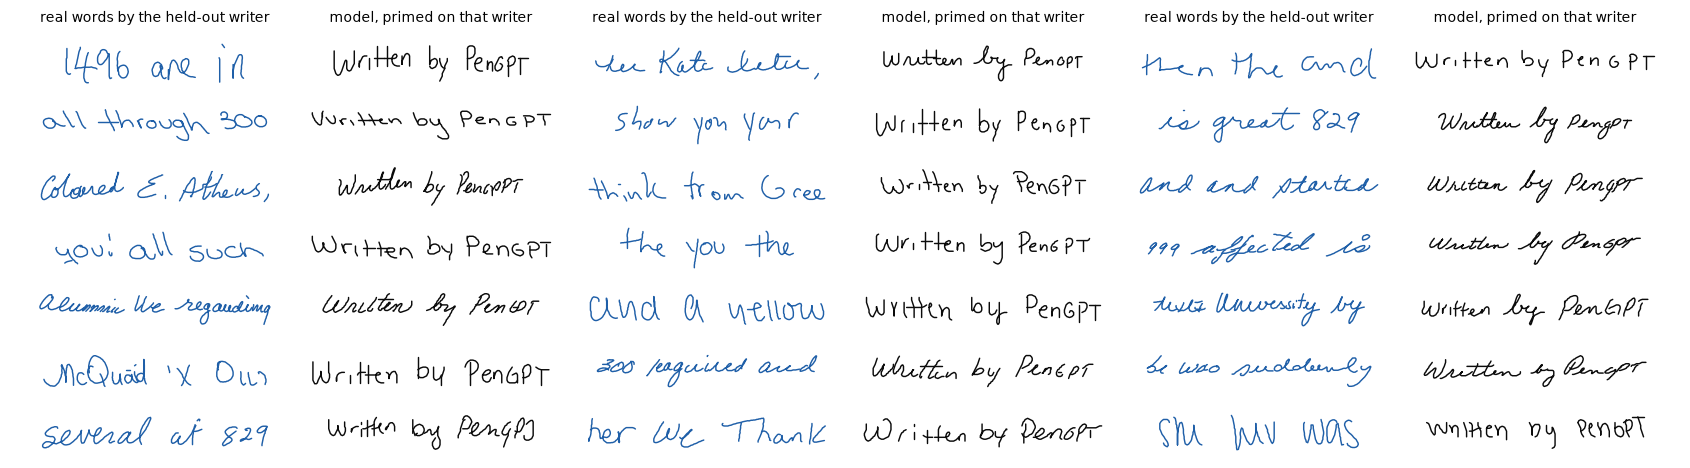 real words by the held-out writer model, primed on that writer real words by the held-out writer model, primed on that writer real words by the held-out writer model, primed on that writer
1496 are in Written by PenGPT Kate Written by PenGPT then the and Written by PenGPT
all through 300 Written by PenGPT show you your Written by PenGPT is great 829 Written by PengPT
E. Athens, Written by PenGPT think from Gree Written by PenGPT and and started Written by PengPT
you! all such Written by PenGPT the you the Written by PenGPT 999 affected is Written by PenGPT
regarding Written by PenGPT and a yellow Written by PenGPT University by Written by PenGPT
McQuaid 'X Written by PenGPT 300 required and Written by PenGPT be was suddenly Written by PengPT
several at 829 Written by PenGPT her We Thank Written by PenGPT was Written by PenGPT